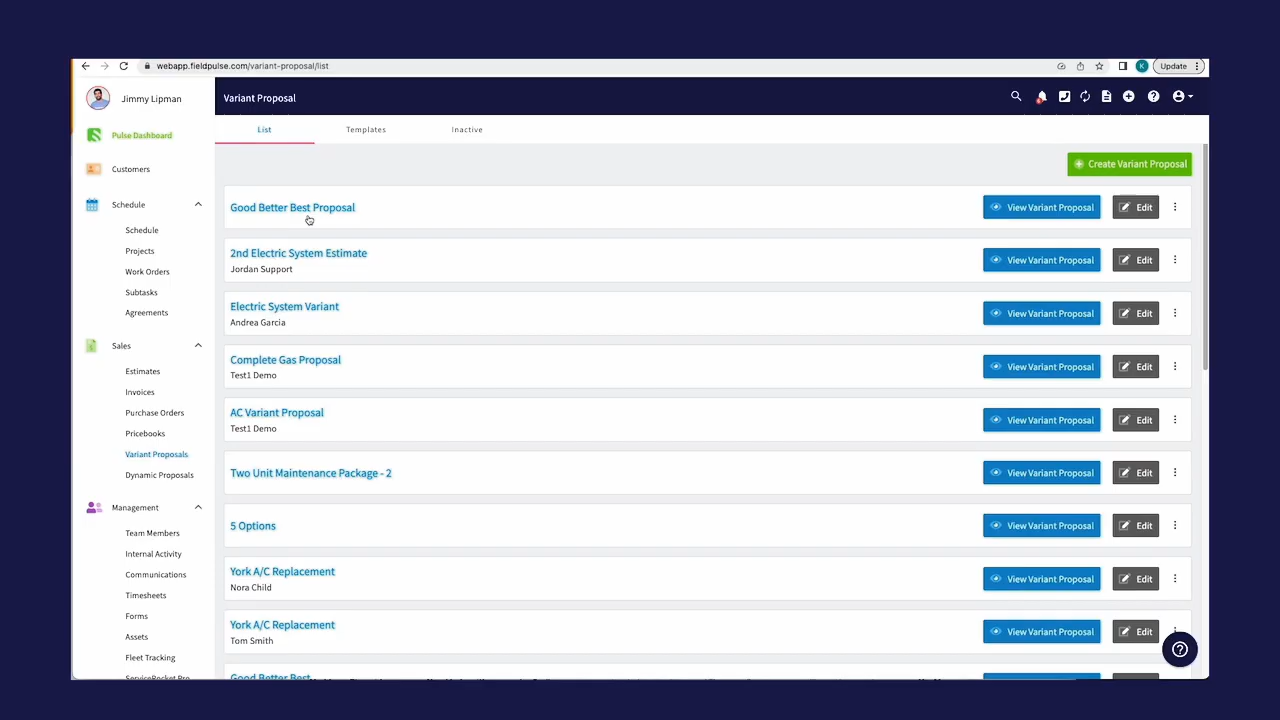 webapp.fieldpulse.com/variant-proposal/list
K
Update
Jimmy Lipman
Variant Proposal
Pulse Dashboard
List
Templates
Inactive
Customers
Create Variant Proposal
Schedule
Schedule
Projects
Work Orders
Subtasks
Agreements
Sales
Estimates
Invoices
Purchase Orders
Pricebooks
Variant Proposals
Dynamic Proposals
Management
Team Members
Internal Activity
Communications
Timesheets
Forms
Assets
Fleet Tracking
ServiceRocket Pro
Good Better Best Proposal
View Variant Proposal
Edit
2nd Electric System Estimate
Jordan Support
View Variant Proposal
Edit
Electric System Variant
Andrea Garcia
View Variant Proposal
Edit
Complete Gas Proposal
Test1 Demo
View Variant Proposal
Edit
AC Variant Proposal
Test1 Demo
View Variant Proposal
Edit
Two Unit Maintenance Package - 2
View Variant Proposal
Edit
5 Options
View Variant Proposal
Edit
York A/C Replacement
Nora Child
View Variant Proposal
Edit
York A/C Replacement
Tom Smith
View Variant Proposal
Edit
Good Better Best